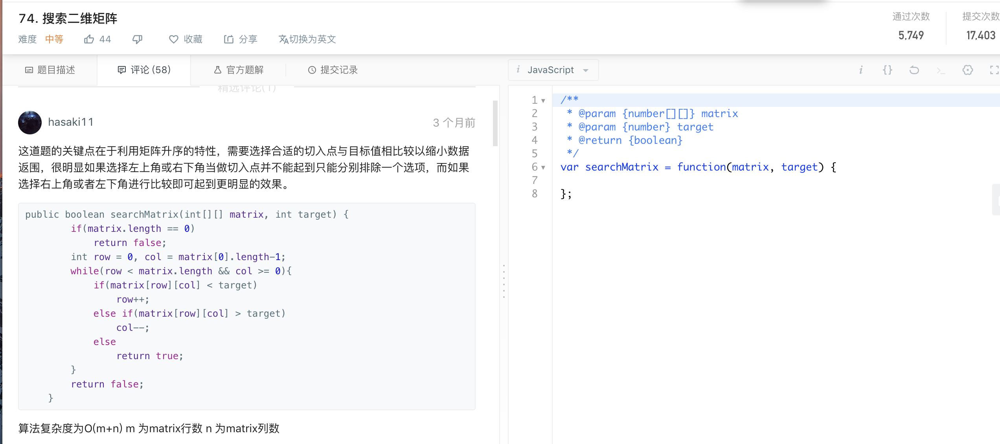 74. 搜索二维矩阵
难度 中等 44 收藏 分享 切换为英文
通过次数 提交次数
5,749 17,403
题目描述 评论 (58) 官方题解 提交记录
精选评论(1)
hasaki11 3 个月前
这道题的关键点在于利用矩阵升序的特性，需要选择合适的切入点与目标值相比较以缩小数据
返围，很明显如果选择左上角或右下角当做切入点并不能起到只能分别排除一个选项，而如果
选择右上角或者左下角进行比较即可起到更明显的效果。
public boolean searchMatrix(int[][] matrix, int target) {
if(matrix.length == 0)
return false;
int row = 0, col = matrix[0].length-1;
while(row < matrix.length && col >= 0){
if(matrix[row][col] < target)
row++;
else if(matrix[row][col] > target)
col--;
else
return true;
}
return false;
}
算法复杂度为O(m+n) m 为matrix行数 n 为matrix列数
i JavaScript
i {} >_
1 /**
2 * @param {number[][]} matrix
3 * @param {number} target
4 * @return {boolean}
5 */
6 var searchMatrix = function(matrix, target) {
7
8 };